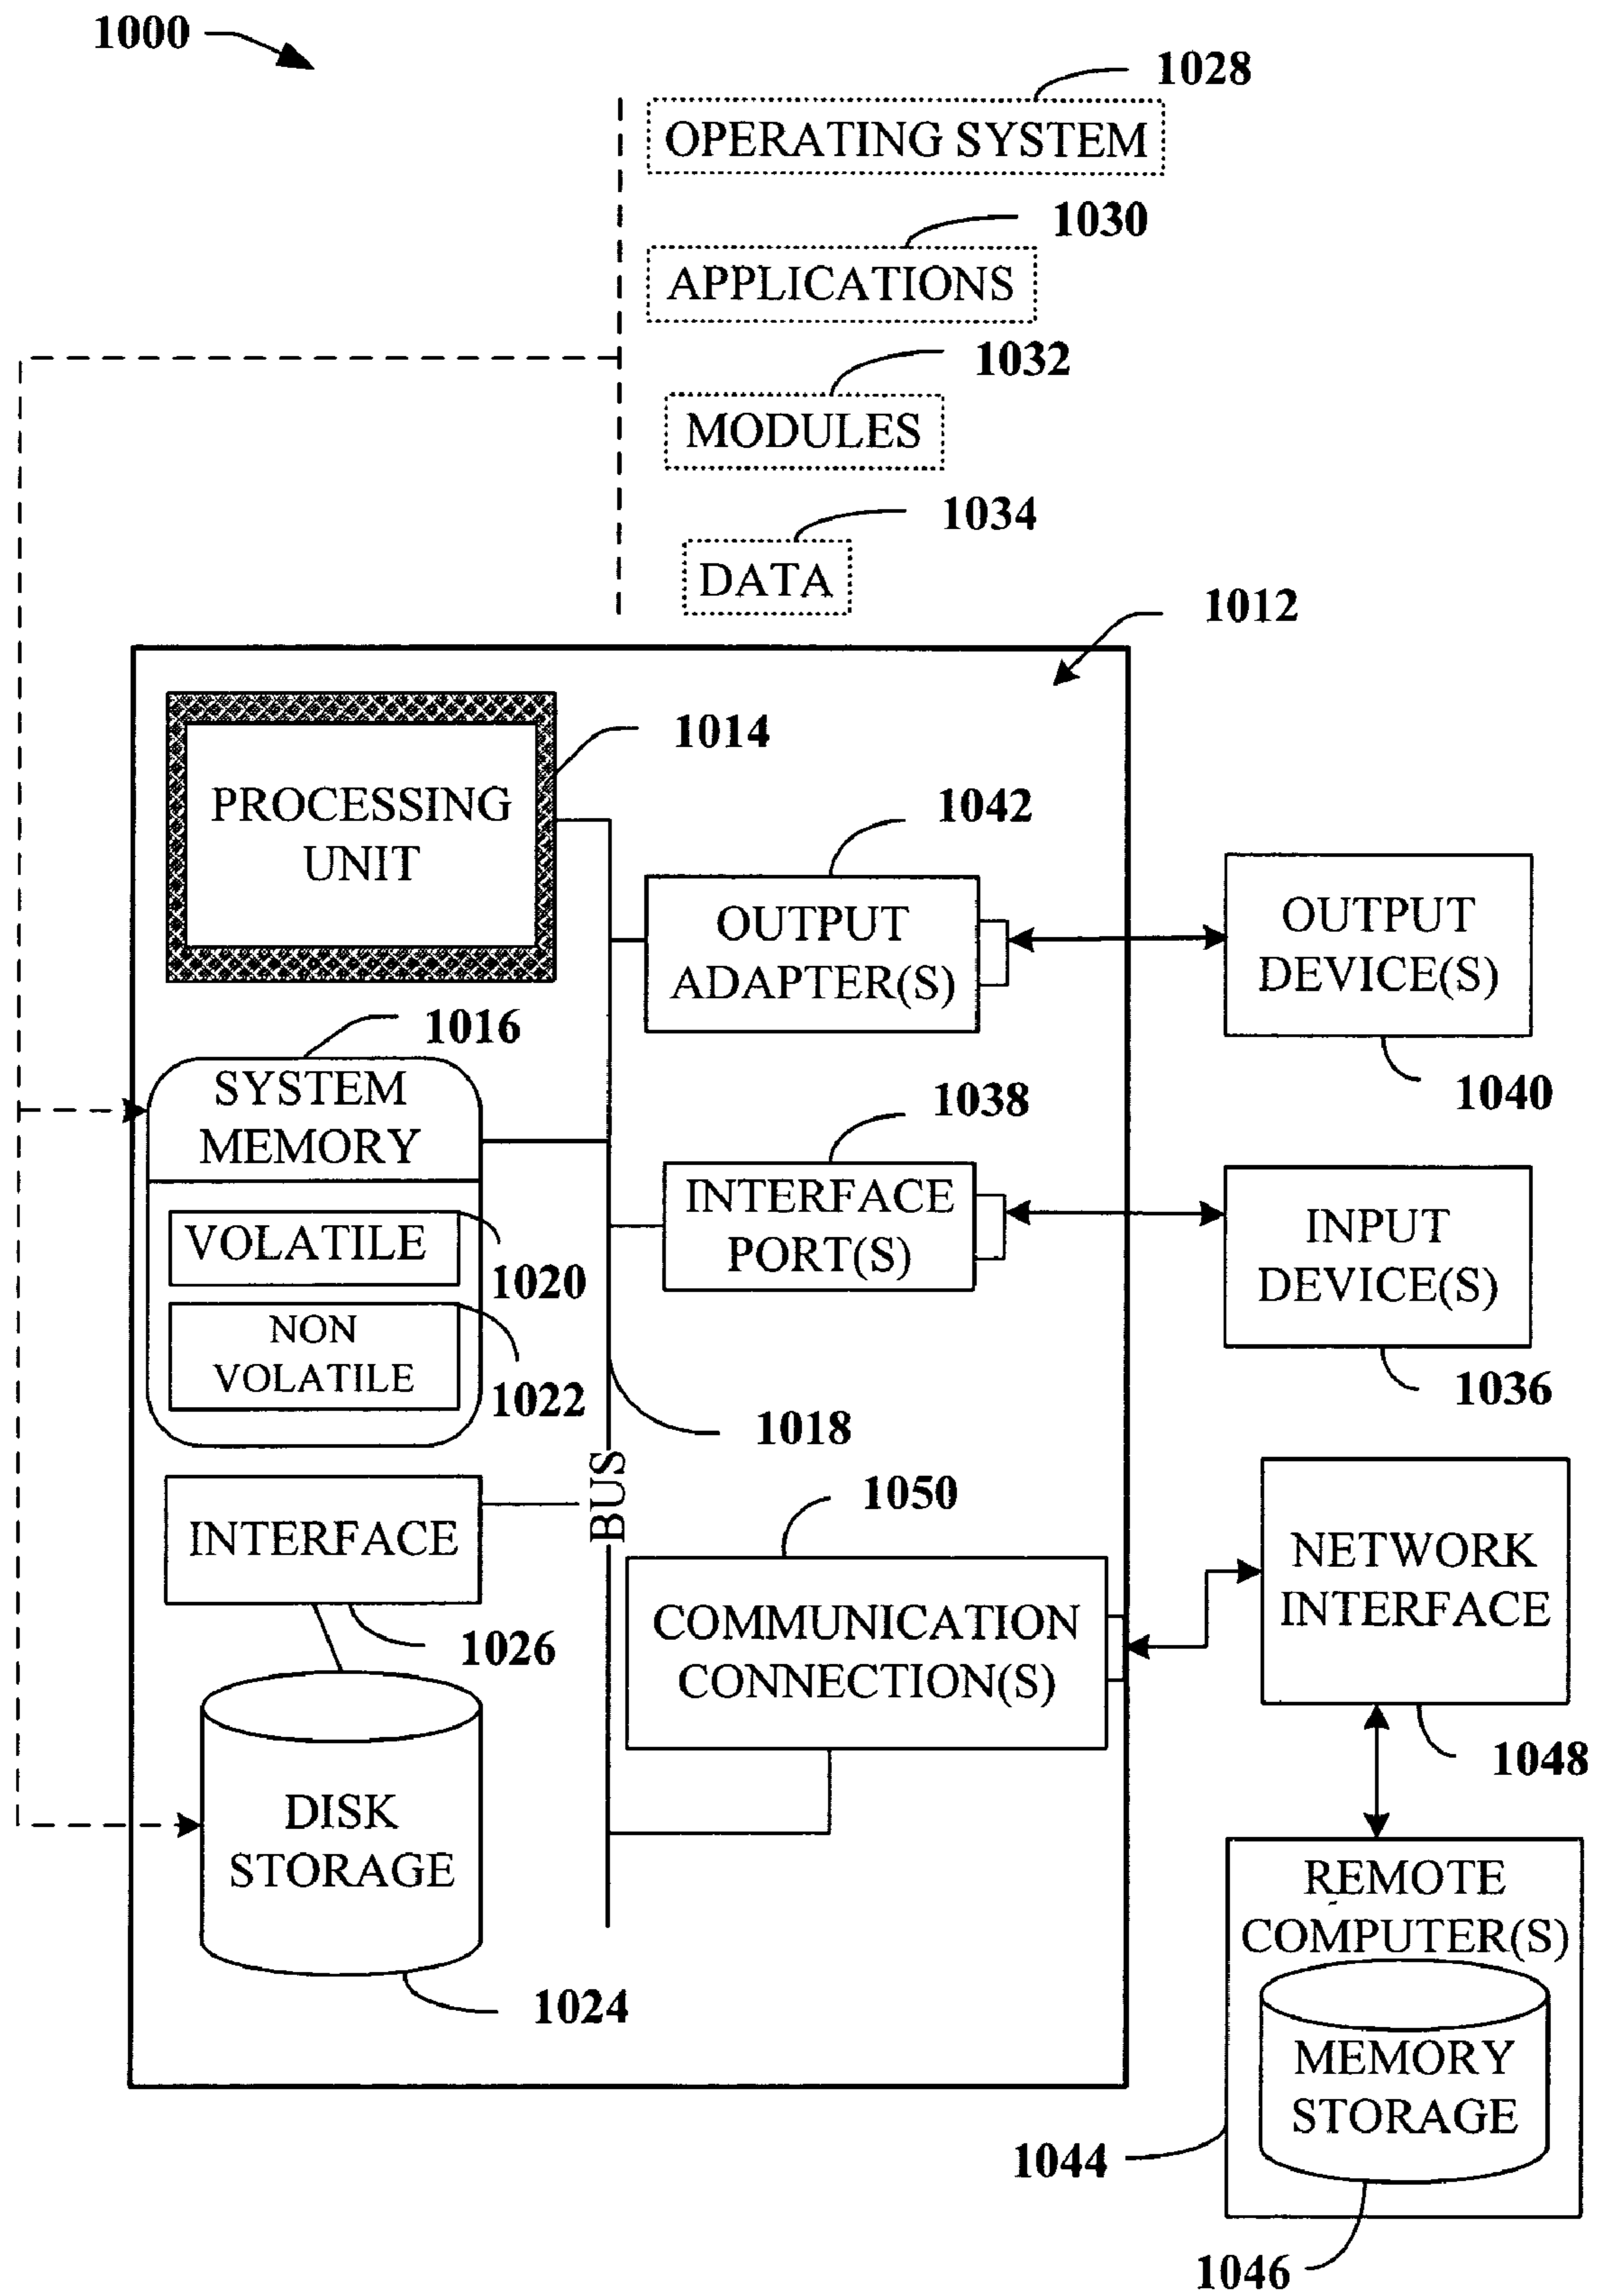 1000
1028
OPERATING SYSTEM
1030
APPLICATIONS
1032
MODULES
1034
DATA
1012
PROCESSING
UNIT
1014
1042
OUTPUT
ADAPTER(S)
OUTPUT
DEVICE(S)
1040
1016
SYSTEM
MEMORY
VOLATILE
1020
NON
VOLATILE
1022
1038
INTERFACE
PORT(S)
INPUT
DEVICE(S)
1036
1018
BUS
INTERFACE
1026
1050
COMMUNICATION
CONNECTION(S)
NETWORK
INTERFACE
1048
DISK
STORAGE
1024
REMOTE
COMPUTER(S)
MEMORY
STORAGE
1044
1046